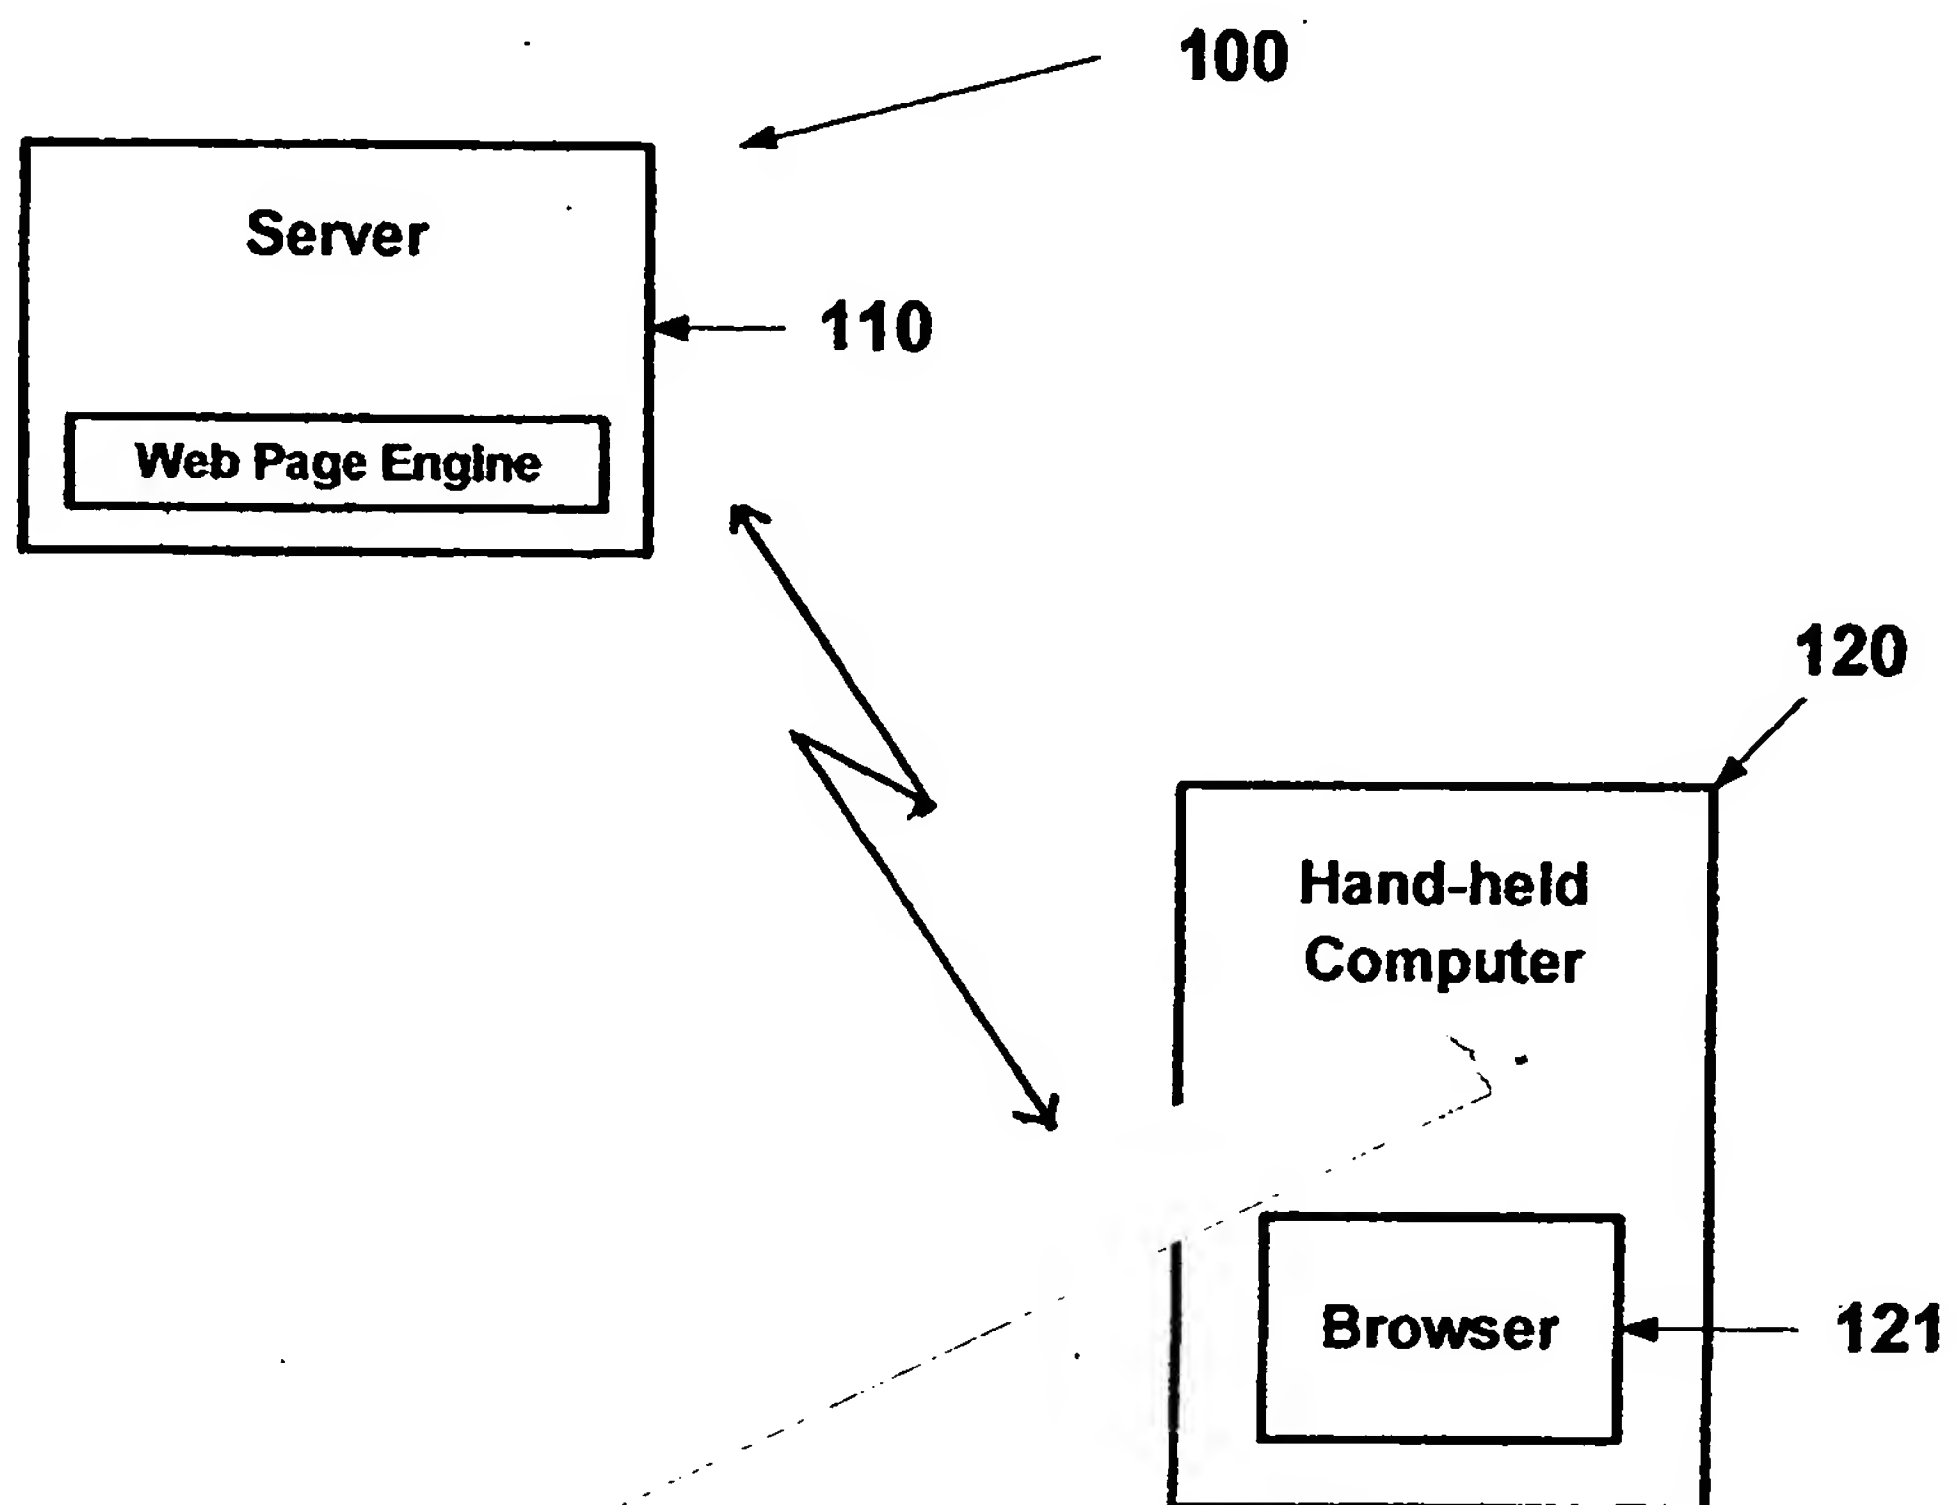 100
Server
110
Web Page Engine
120
Hand-held
Computer
Browser
121